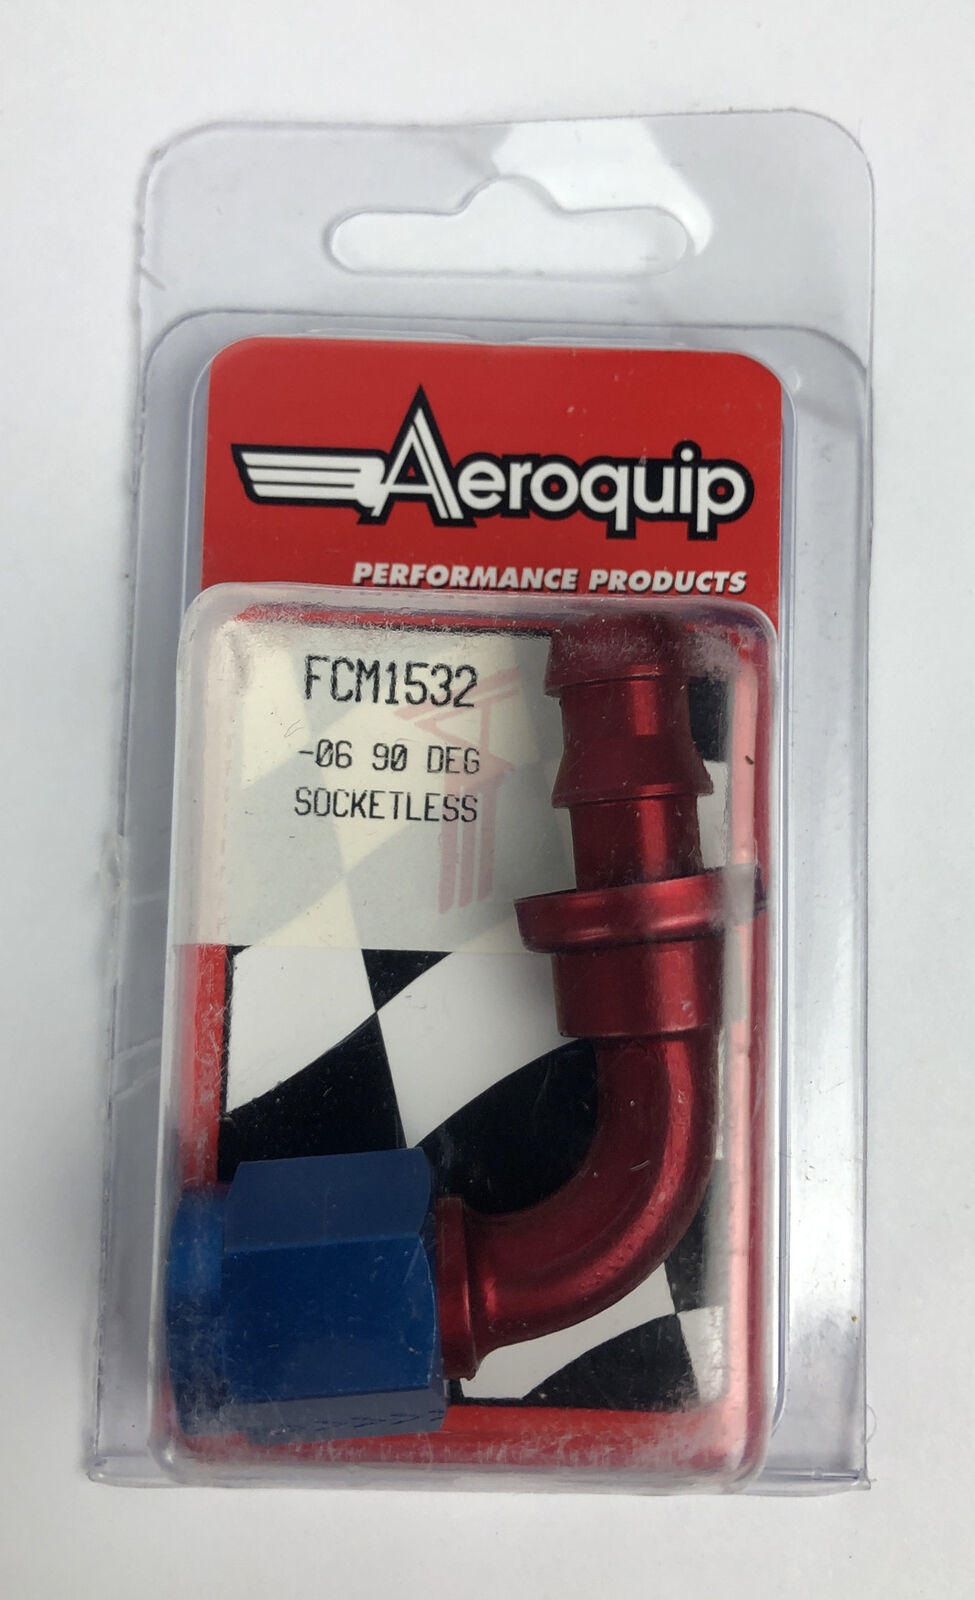 Aeroquip
PERFORMANCE PRODUCTS
FCM1532
-06 90 DEG
SOCKETLESS